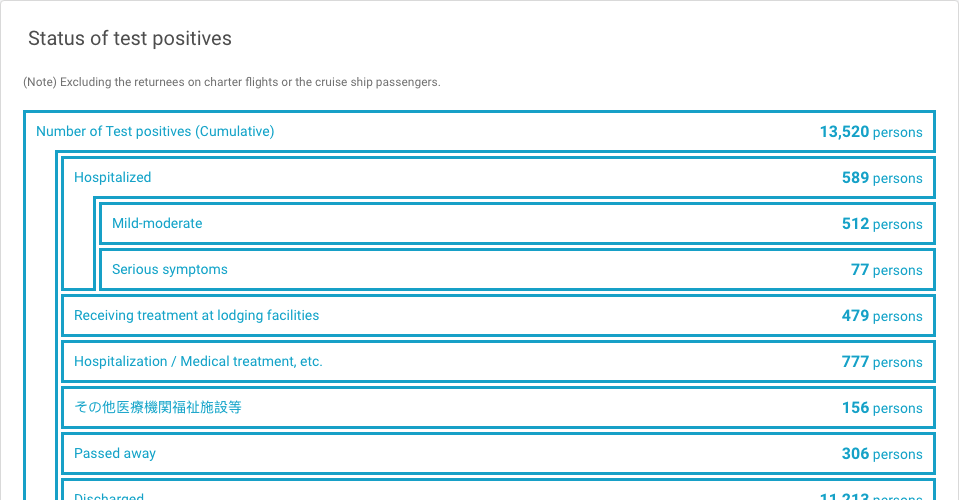 Status of test positives
(Note) Excluding the returnees on charter flights or the cruise ship passengers.
Number of Test positives (Cumulative) 13,520 persons
Hospitalized 589 persons
Mild-moderate 512 persons
Serious symptoms 77 persons
Receiving treatment at lodging facilities 479 persons
Hospitalization / Medical treatment, etc. 777 persons
その他医療機関福祉施設等 156 persons
Passed away 306 persons
Discharged 11,213 persons